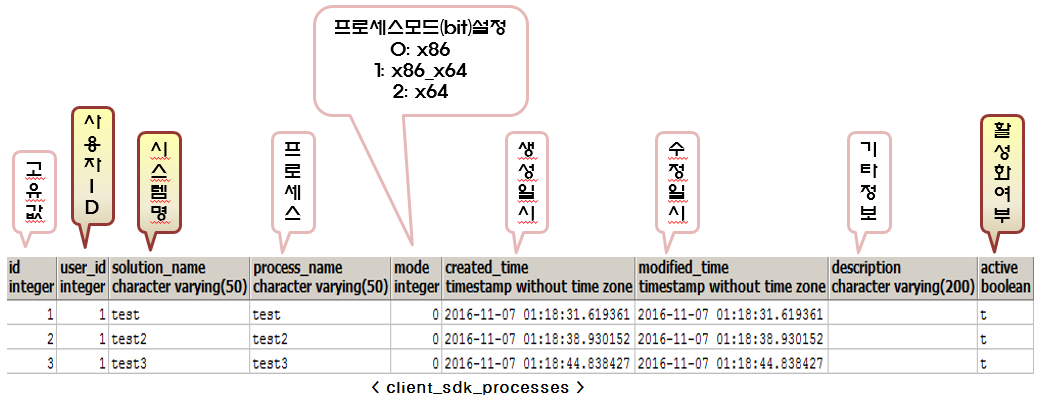 프로세스모드(bit)설정
0: x86
1: x86_x64
2: x64
고유값
사용자ID
시스템명
프로세스
생성일시
수정일시
기타정보
활성화여부
id user_id solution_name process_name mode created_time modified_time description active
integer integer character varying(50) character varying(50) integer timestamp without time zone timestamp without time zone character varying(200) boolean
1 1 test test 0 2016-11-07 01:18:31.619361 2016-11-07 01:18:31.619361 t
2 1 test2 test2 0 2016-11-07 01:18:38.930152 2016-11-07 01:18:38.930152 t
3 1 test3 test3 0 2016-11-07 01:18:44.838427 2016-11-07 01:18:44.838427 t
< client_sdk_processes >